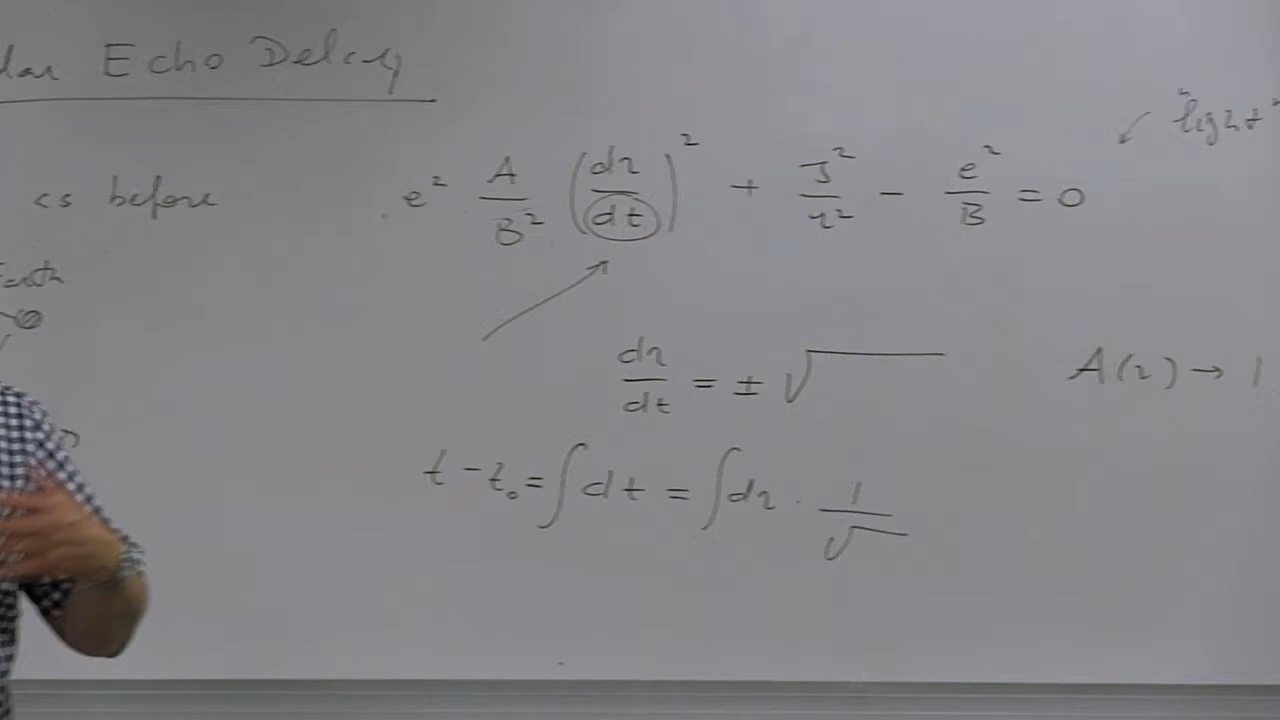 Echo Delay
as before e² A/B² (dr/dt)² + J²/r² − e²/B = 0
"light"
Earth
dr/dt = ± √
A(r) → 1
t − t₀ = ∫ dt = ∫ dr · 1/√